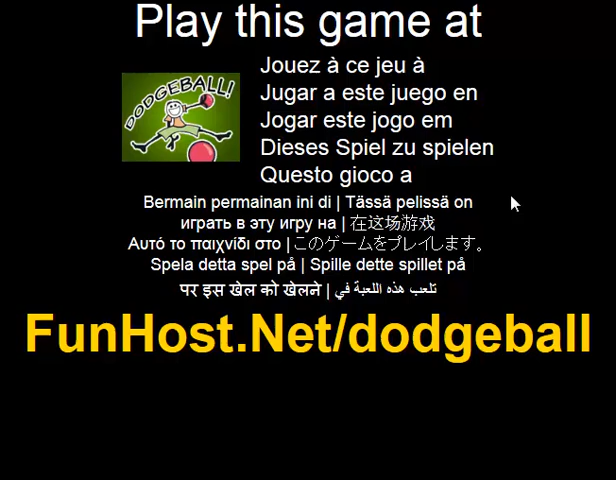 Play this game at
DODGEBALL!
Jouez à ce jeu à
Jugar a este juego en
Jogar este jogo em
Dieses Spiel zu spielen
Questo gioco a
Bermain permainan ini di | Tässä pelissä on
играть в эту игру на | 在这场游戏
Αυτό το παιχνίδι στο | このゲームをプレイします。
Spela detta spel på | Spille dette spillet på
पर इस खेल को खेलने | تلعب هذه اللعبة في
FunHost.Net/dodgeball